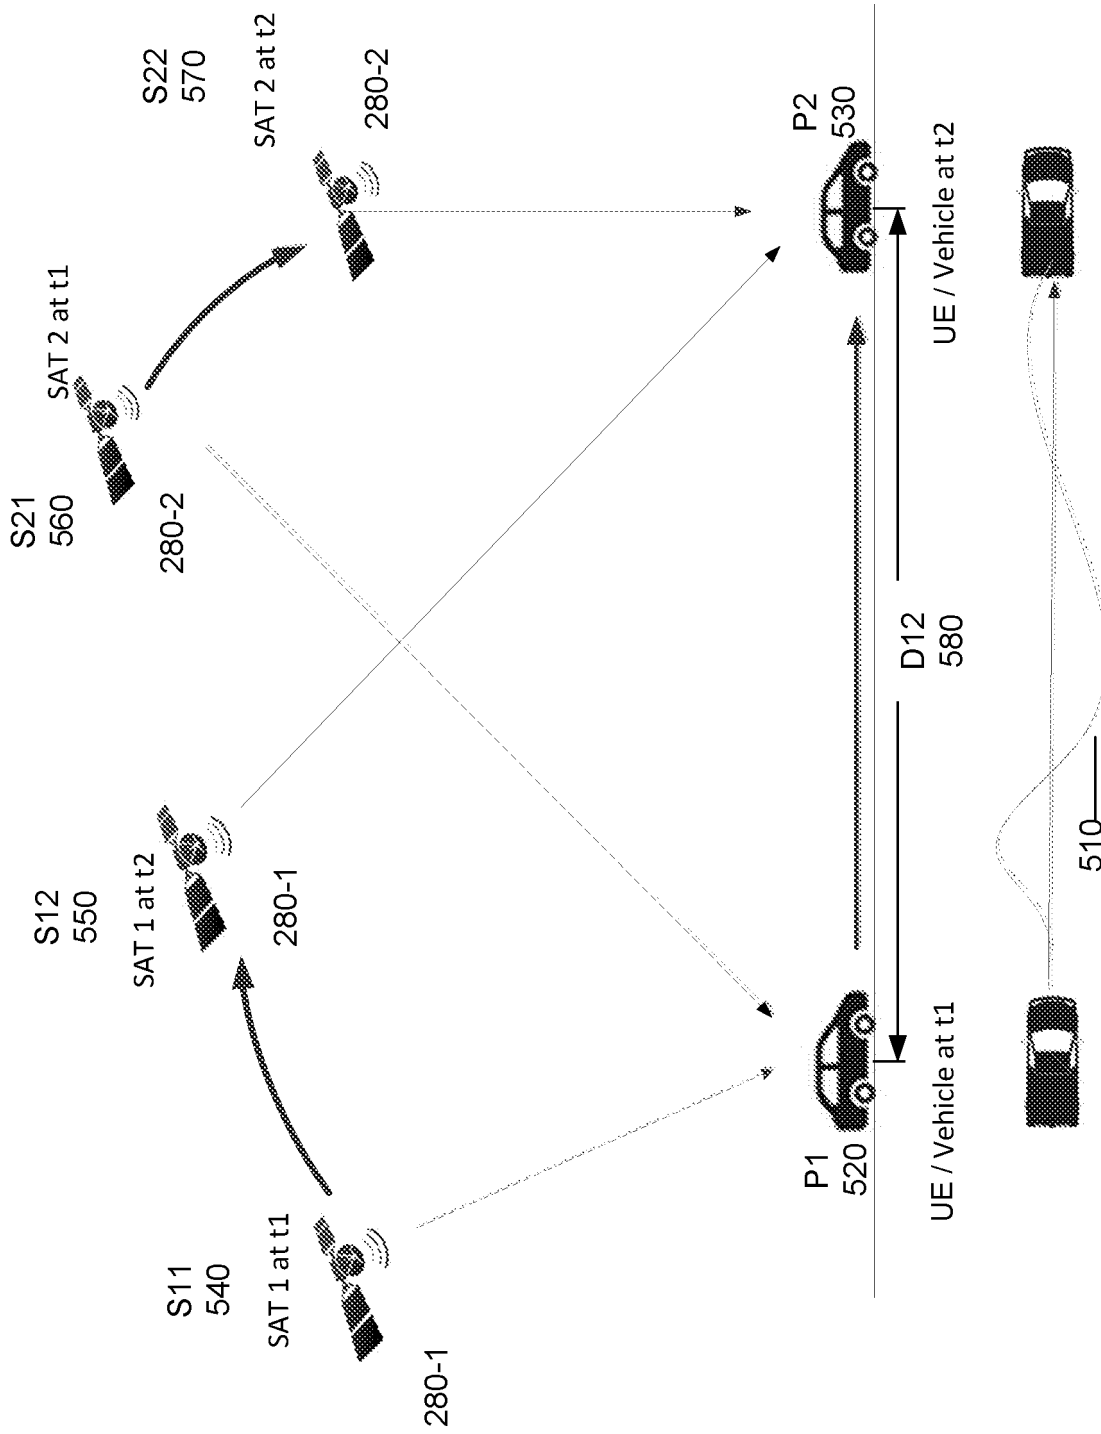 S11
540
SAT 1 at t1
280-1
S12
550
SAT 1 at t2
280-1
S21
560
SAT 2 at t1
280-2
S22
570
SAT 2 at t2
280-2
P1
520
UE / Vehicle at t1
D12
580
P2
530
UE / Vehicle at t2
510